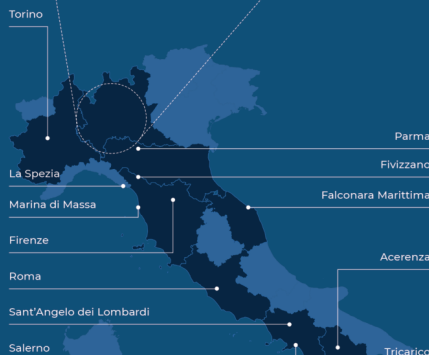 Torino
Parma
Fivizzano
La Spezia
Falconara Marittima
Marina di Massa
Firenze
Acerenza
Roma
Sant'Angelo dei Lombardi
Salerno
Tricarico